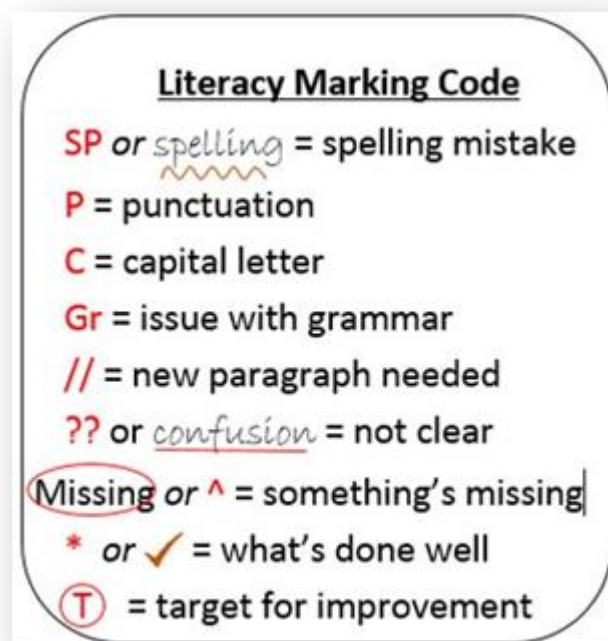 Literacy Marking Code
SP or spelling = spelling mistake
P = punctuation
C = capital letter
Gr = issue with grammar
// = new paragraph needed
?? or confusion = not clear
Missing or ^ = something's missing
* or ✓ = what's done well
T = target for improvement